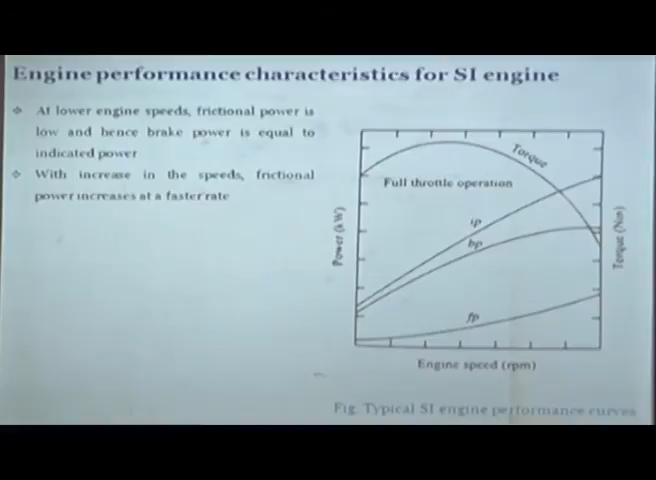 Engine performance characteristics for SI engine
At lower engine speeds, frictional power is
low and hence brake power is equal to
indicated power
With increase in the speeds, frictional
power increases at a faster rate
Torque
Full throttle operation
ip
bp
fp
Power (kW)
Torque (Nm)
Engine speed (rpm)
Fig. Typical SI engine performance curves